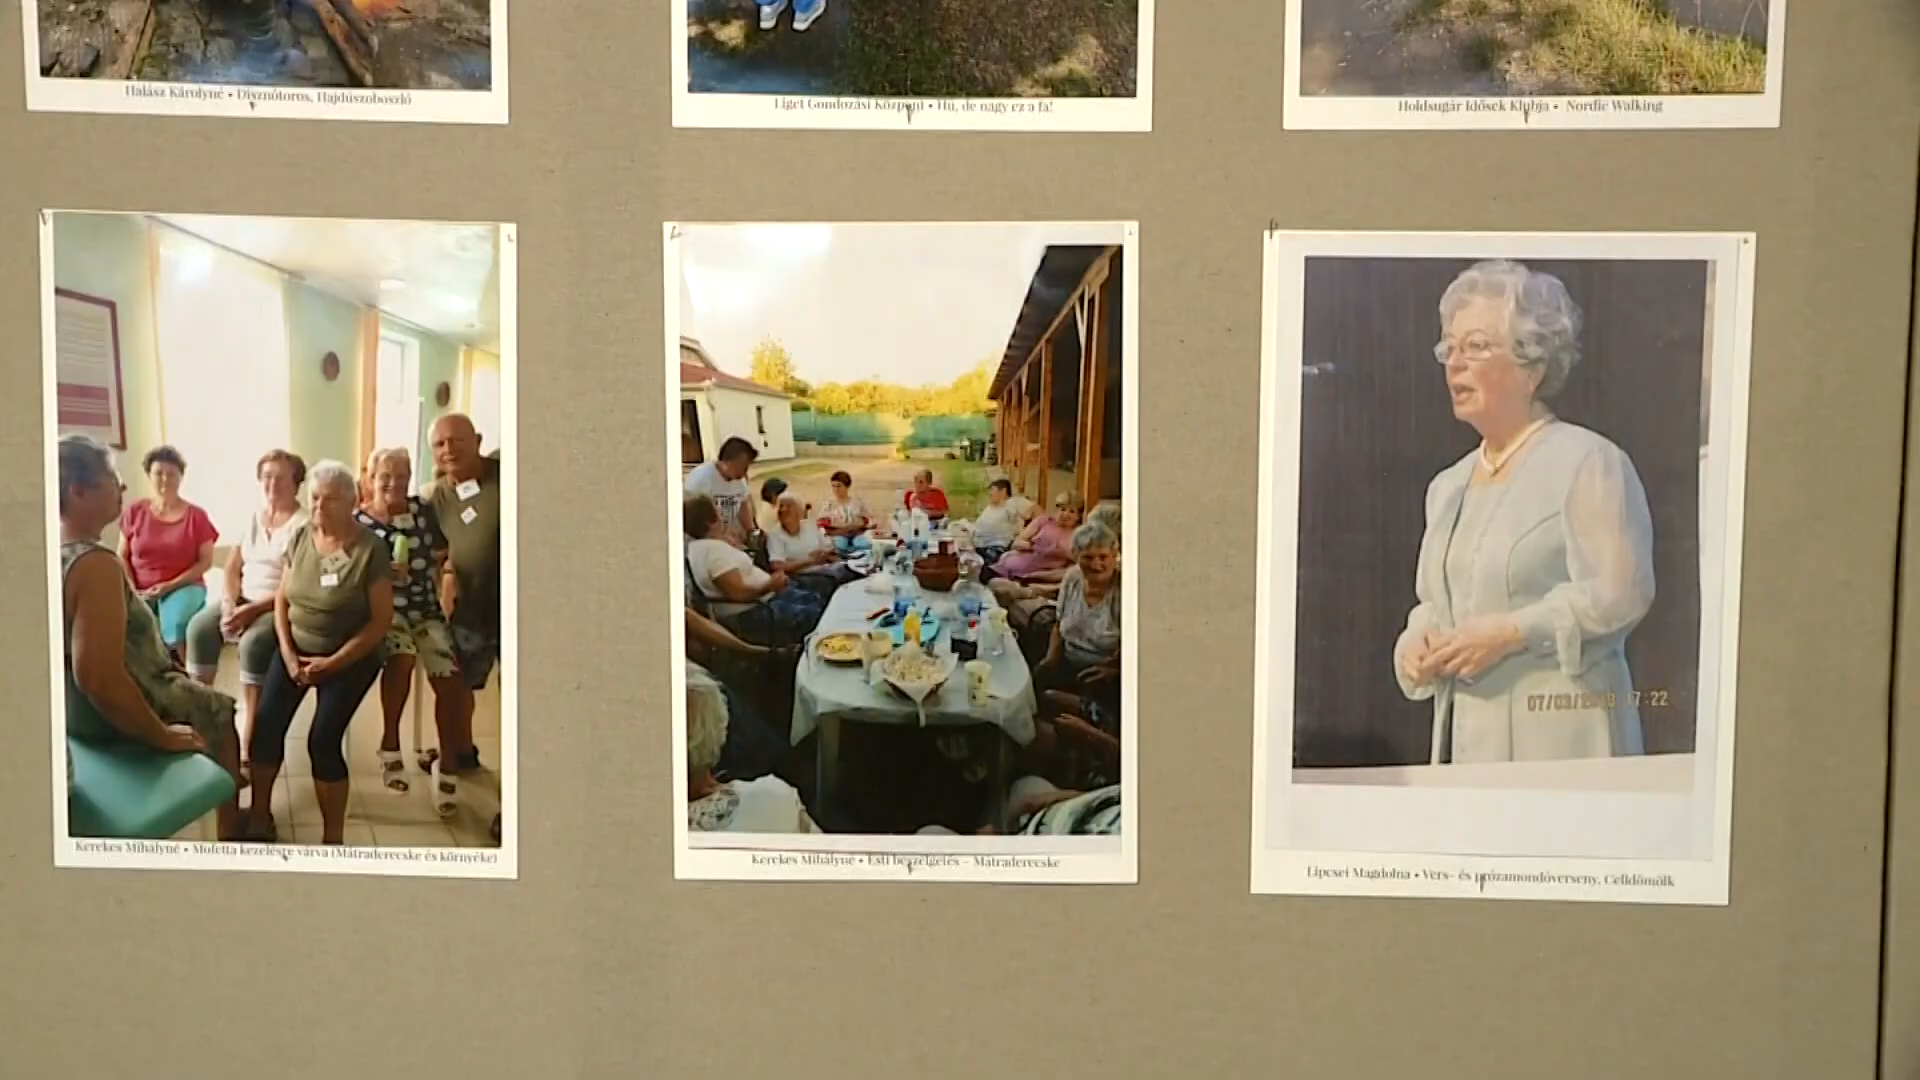 Halász Károlyné • Disznótoros, Hajdúszoboszló
Liget Gondozási Központ • Hú, de nagy ez a fa!
Holdsugár Idősek Klubja • Nordic Walking
Kerekes Mihályné • Mofetta kezelésre várva (Mátraderecske és környéke)
Kerekes Mihályné • Esti beszélgetés – Mátraderecske
07/03/2018 17:22
Lipcsei Magdolna • Vers- és prózamondóverseny, Celldömölk